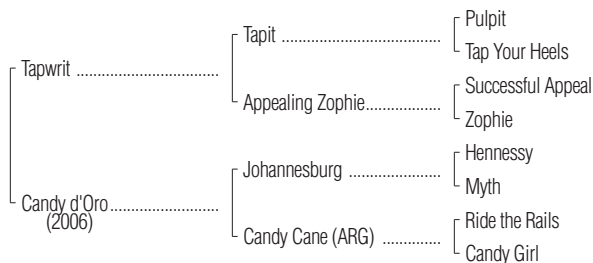 Pulpit
Tapit
Tap Your Heels
Tapwrit
Successful Appeal
Appealing Zophie
Zophie
Hennessy
Johannesburg
Myth
Candy d'Oro
(2006)
Ride the Rails
Candy Cane (ARG)
Candy Girl